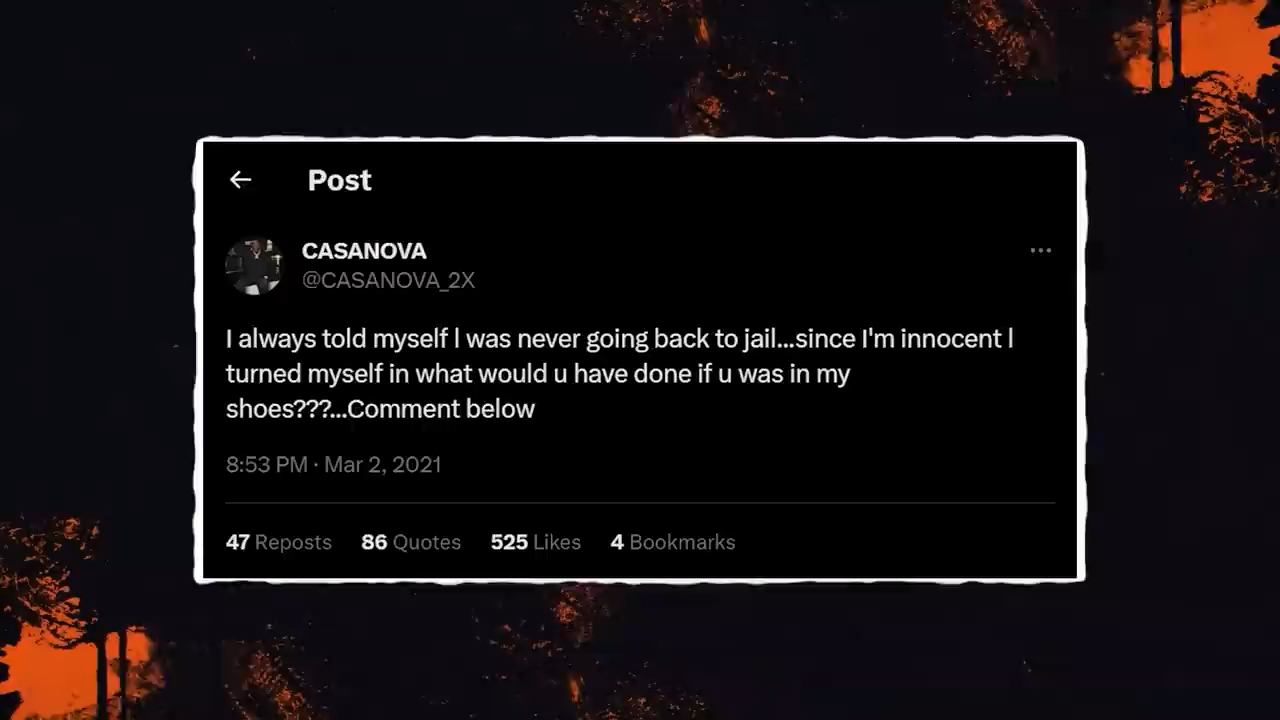 Post
CASANOVA
@CASANOVA_2X
I always told myself I was never going back to jail...since I'm innocent I
turned myself in what would u have done if u was in my
shoes???...Comment below
8:53 PM · Mar 2, 2021
47 Reposts 86 Quotes 525 Likes 4 Bookmarks